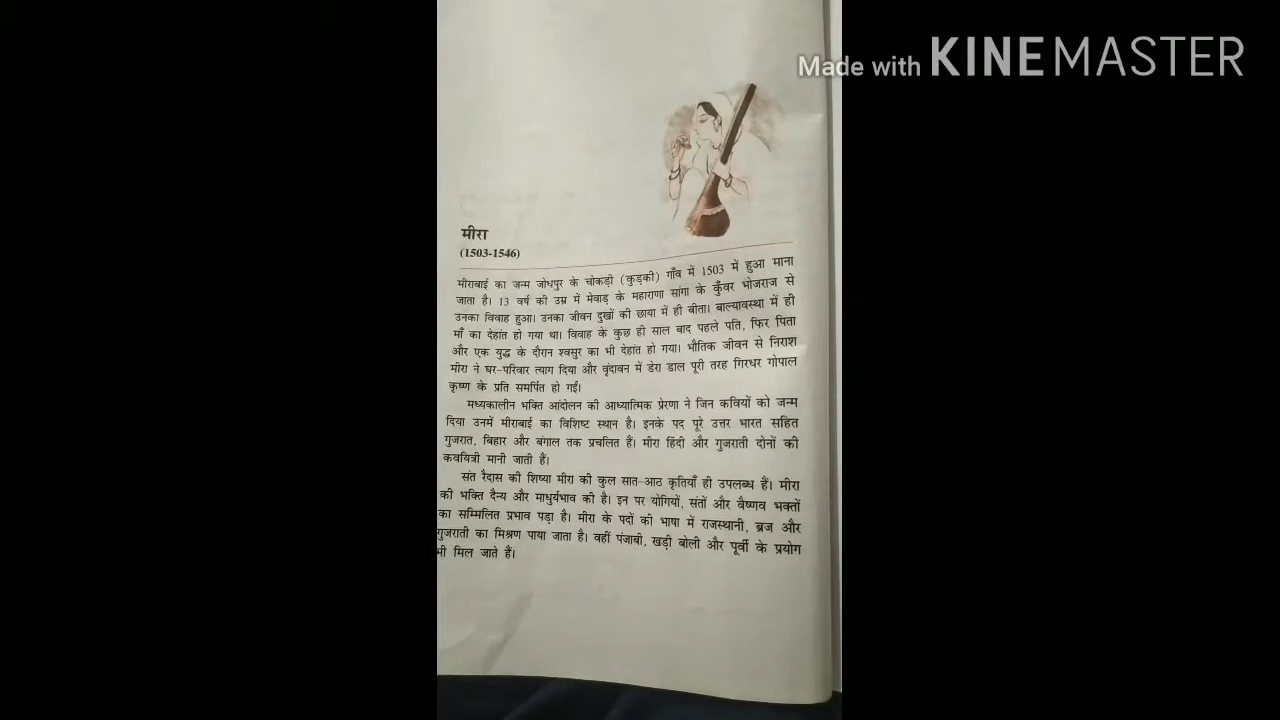 Made with KINEMASTER
मीरा
(1503-1546)
मीराबाई का जन्म जोधपुर के चोकड़ी (कुड़की) गाँव में 1503 में हुआ माना
जाता है। 13 वर्ष की उम्र में मेवाड़ के महाराणा सांगा के कुँवर भोजराज से
उनका विवाह हुआ। उनका जीवन दुखों की छाया में ही बीता। बाल्यावस्था में ही
माँ का देहांत हो गया था। विवाह के कुछ ही साल बाद पहले पति, फिर पिता
और एक युद्ध के दौरान श्वसुर का भी देहांत हो गया। भौतिक जीवन से निराश
मीरा ने घर-परिवार त्याग दिया और वृंदावन में डेरा डाल पूरी तरह गिरधर गोपाल
कृष्ण के प्रति समर्पित हो गईं।
मध्यकालीन भक्ति आंदोलन की आध्यात्मिक प्रेरणा ने जिन कवियों को जन्म
दिया उनमें मीराबाई का विशिष्ट स्थान है। इनके पद पूरे उत्तर भारत सहित
गुजरात, बिहार और बंगाल तक प्रचलित हैं। मीरा हिंदी और गुजराती दोनों की
कवयित्री मानी जाती हैं।
संत रैदास की शिष्या मीरा की कुल सात-आठ कृतियाँ ही उपलब्ध हैं। मीरा
की भक्ति दैन्य और माधुर्यभाव की है। इन पर योगियों, संतों और वैष्णव भक्तों
का सम्मिलित प्रभाव पड़ा है। मीरा के पदों की भाषा में राजस्थानी, ब्रज और
गुजराती का मिश्रण पाया जाता है। वहीं पंजाबी, खड़ी बोली और पूर्वी के प्रयोग
भी मिल जाते हैं।